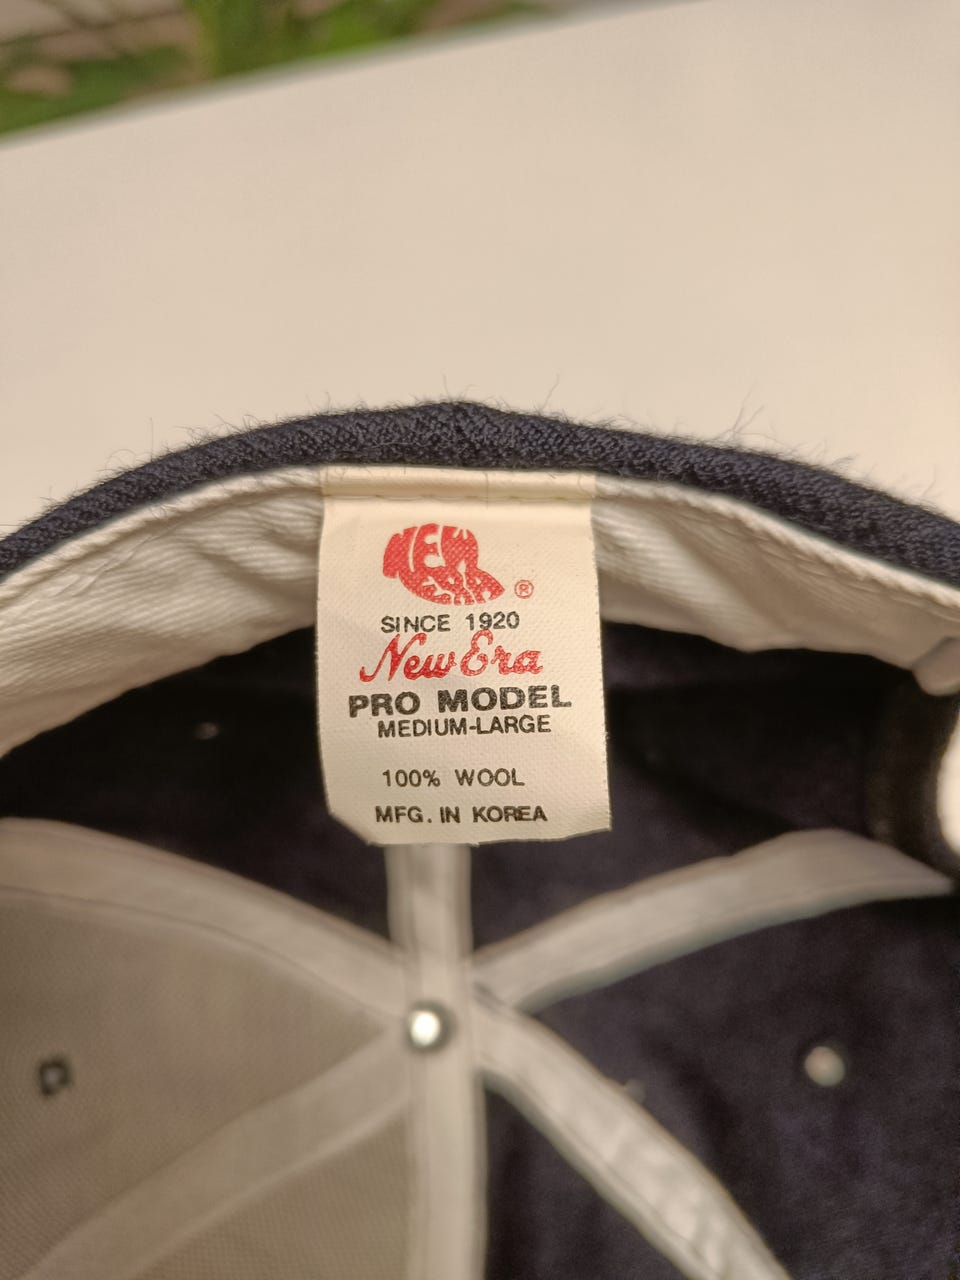 NEW
ERA ®
SINCE 1920
New Era
PRO MODEL
MEDIUM-LARGE
100% WOOL
MFG. IN KOREA